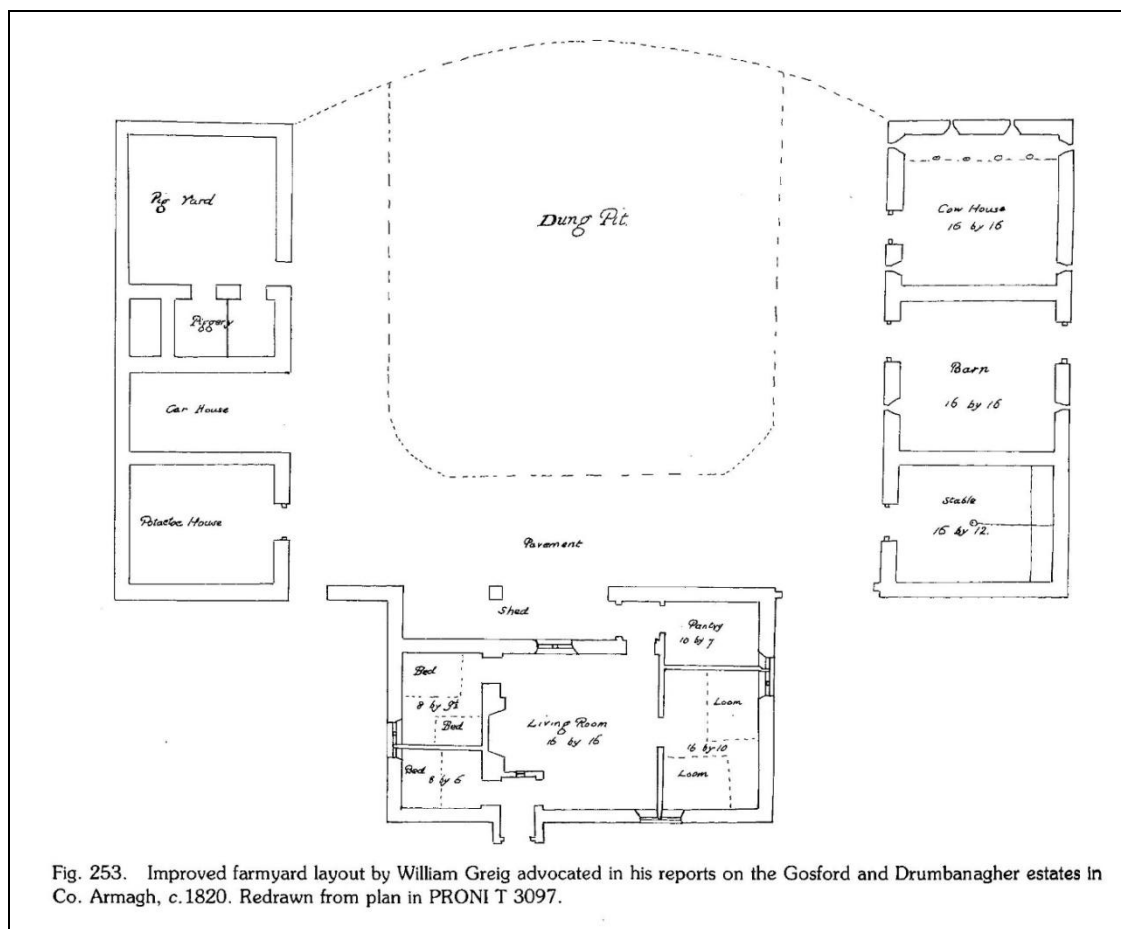 Pig Yard
Dung Pit.
Cow House
16 by 16
Piggery
Barn
16 by 16
Car House
Potatoe House
Stable
16 by 12.
Pavement
Shed
Pantry
10 by 7
Bed
8 by 9½
Bed
Living Room
16 by 16
Loom
16 by 10
Bed
8 by 6
Loom
Fig. 253. Improved farmyard layout by William Greig advocated in his reports on the Gosford and Drumbanagher estates in
Co. Armagh, c.1820. Redrawn from plan in PRONI T 3097.